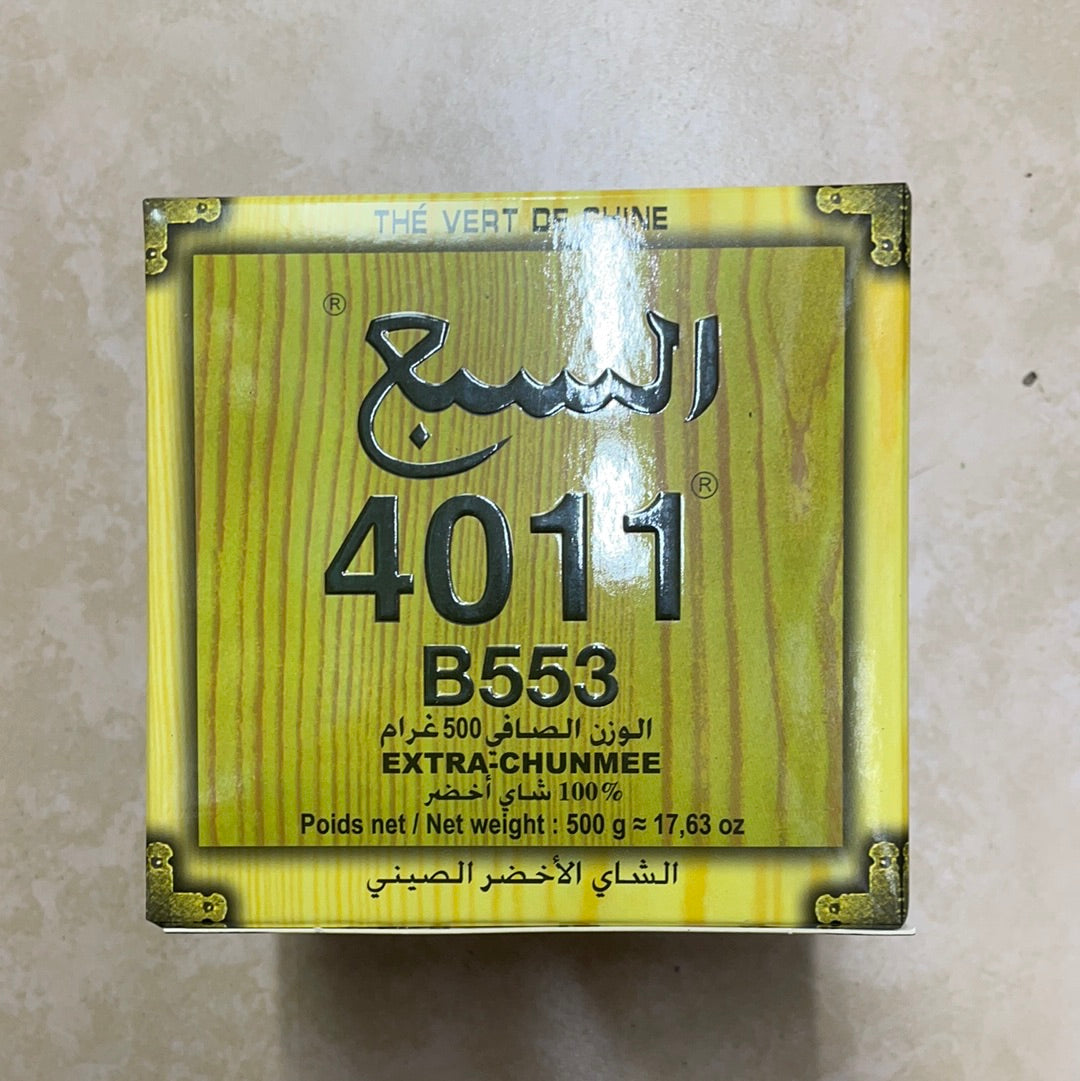 THÉ VERT DE CHINE
®
السبع
4011®
B553
الوزن الصافي 500 غرام
EXTRA-CHUNMEE
100% شاي أخضر
Poids net / Net weight : 500 g ≈ 17,63 oz
الشاي الأخضر الصيني